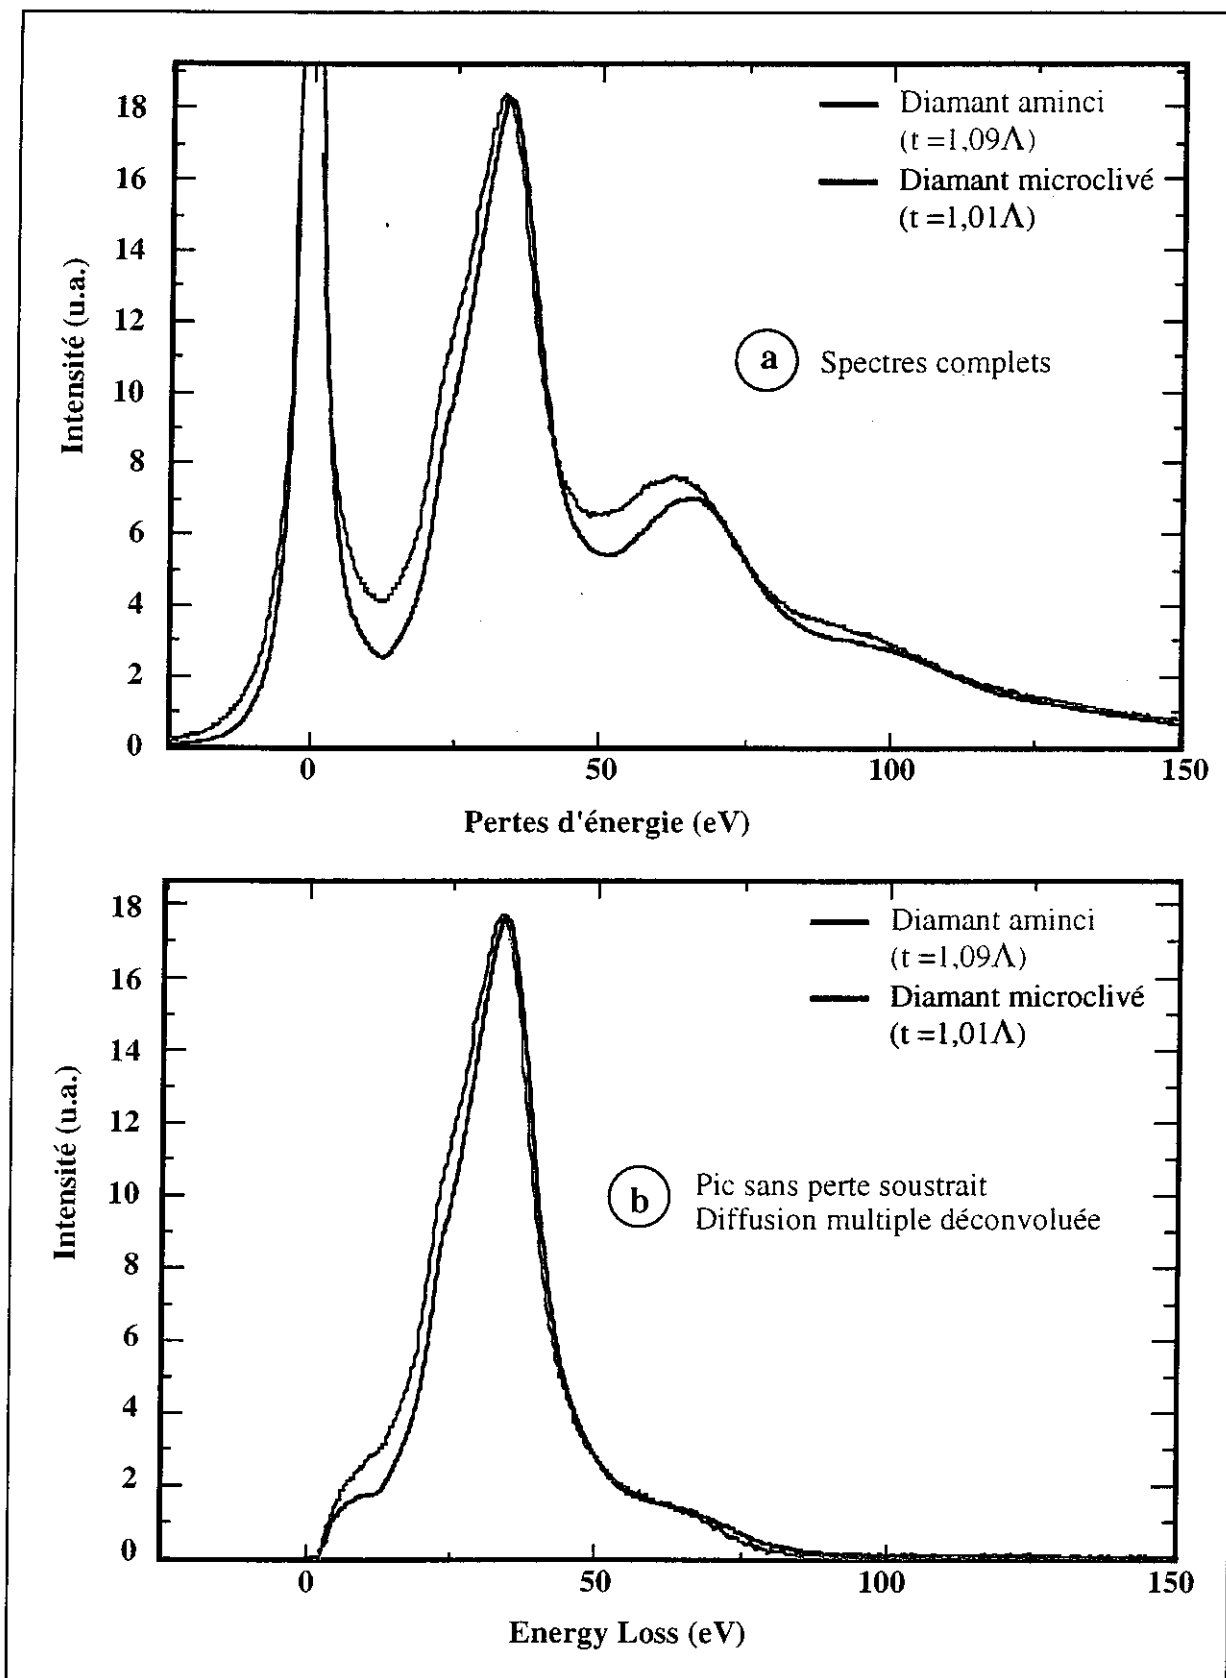 18
16
14
12
10
8
6
4
2
0
Intensité (u.a.)
Diamant aminci
(t =1,09Λ)
Diamant microclivé
(t =1,01Λ)
a Spectres complets
0 50 100 150
Pertes d'énergie (eV)
18
16
14
12
10
8
6
4
2
0
Intensité (u.a.)
Diamant aminci
(t =1,09Λ)
Diamant microclivé
(t =1,01Λ)
b Pic sans perte soustrait
Diffusion multiple déconvoluée
0 50 100 150
Energy Loss (eV)